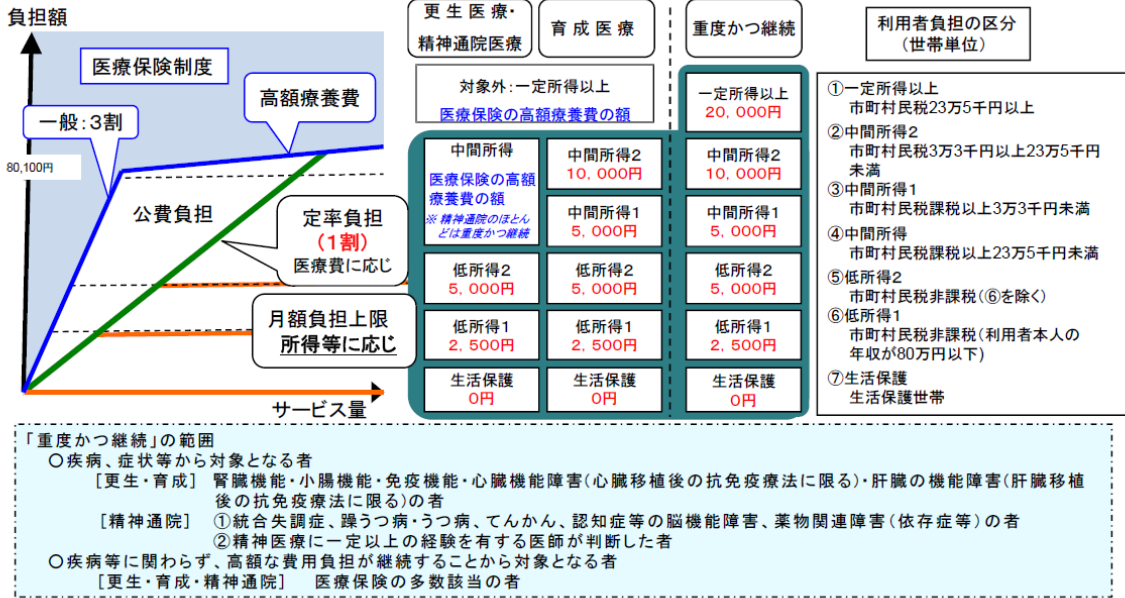 負担額
医療保険制度
高額療養費
一般：3割
80,100円
公費負担
定率負担
（1割）
医療費に応じ
月額負担上限
所得等に応じ
サービス量
更生医療・
精神通院医療
育成医療
重度かつ継続
対象外：一定所得以上
医療保険の高額療養費の額
一定所得以上
20,000円
中間所得
医療保険の高額
療養費の額
※ 精神通院のほとん
どは重度かつ継続
中間所得2
10,000円
中間所得2
10,000円
中間所得1
5,000円
中間所得1
5,000円
低所得2
5,000円
低所得2
5,000円
低所得2
5,000円
低所得1
2,500円
低所得1
2,500円
低所得1
2,500円
生活保護
0円
生活保護
0円
生活保護
0円
利用者負担の区分
（世帯単位）
①一定所得以上
市町村民税23万5千円以上
②中間所得2
市町村民税3万3千円以上23万5千円
未満
③中間所得1
市町村民税課税以上3万3千円未満
④中間所得
市町村民税課税以上23万5千円未満
⑤低所得2
市町村民税非課税（⑥を除く）
⑥低所得1
市町村民税非課税（利用者本人の
年収が80万円以下）
⑦生活保護
生活保護世帯
「重度かつ継続」の範囲
○疾病、症状等から対象となる者
［更生・育成］ 腎臓機能・小腸機能・免疫機能・心臓機能障害（心臓移植後の抗免疫療法に限る）・肝臓の機能障害（肝臓移植
後の抗免疫療法に限る）の者
［精神通院］ ①統合失調症、躁うつ病・うつ病、てんかん、認知症等の脳機能障害、薬物関連障害（依存症等）の者
②精神医療に一定以上の経験を有する医師が判断した者
○疾病等に関わらず、高額な費用負担が継続することから対象となる者
［更生・育成・精神通院］ 医療保険の多数該当の者